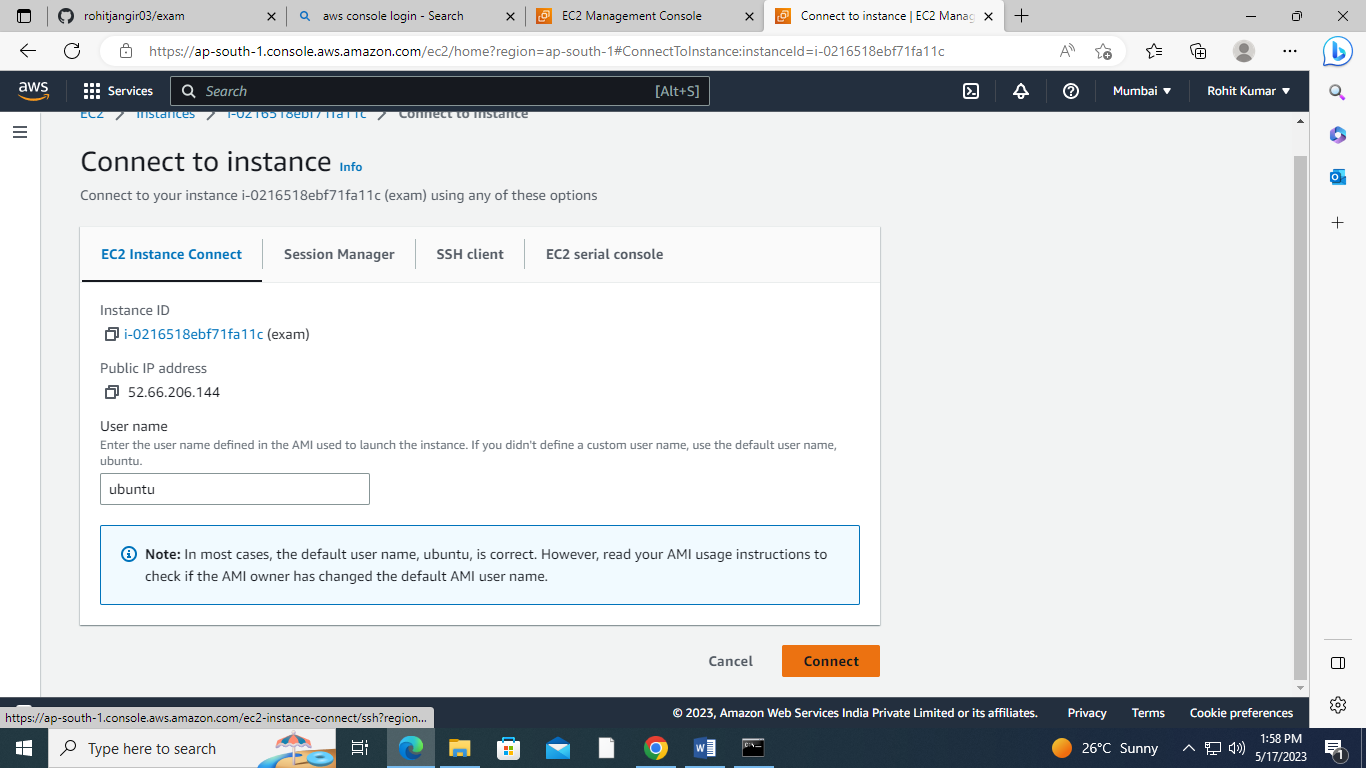 rohitjangir03/exam
aws console login - Search
EC2 Management Console
Connect to instance | EC2 Manag
https://ap-south-1.console.aws.amazon.com/ec2/home?region=ap-south-1#ConnectToInstance:instanceId=i-0216518ebf71fa11c
aws
Services
Search
[Alt+S]
Mumbai
Rohit Kumar
EC2
Instances
i-0216518ebf71fa11c
Connect to instance
Connect to instance Info
Connect to your instance i-0216518ebf71fa11c (exam) using any of these options
EC2 Instance Connect
Session Manager
SSH client
EC2 serial console
Instance ID
i-0216518ebf71fa11c (exam)
Public IP address
52.66.206.144
User name
Enter the user name defined in the AMI used to launch the instance. If you didn't define a custom user name, use the default user name,
ubuntu.
ubuntu
Note: In most cases, the default user name, ubuntu, is correct. However, read your AMI usage instructions to
check if the AMI owner has changed the default AMI user name.
Cancel
Connect
https://ap-south-1.console.aws.amazon.com/ec2-instance-connect/ssh?region...
© 2023, Amazon Web Services India Private Limited or its affiliates.
Privacy
Terms
Cookie preferences
Type here to search
26°C Sunny
1:58 PM
5/17/2023
1